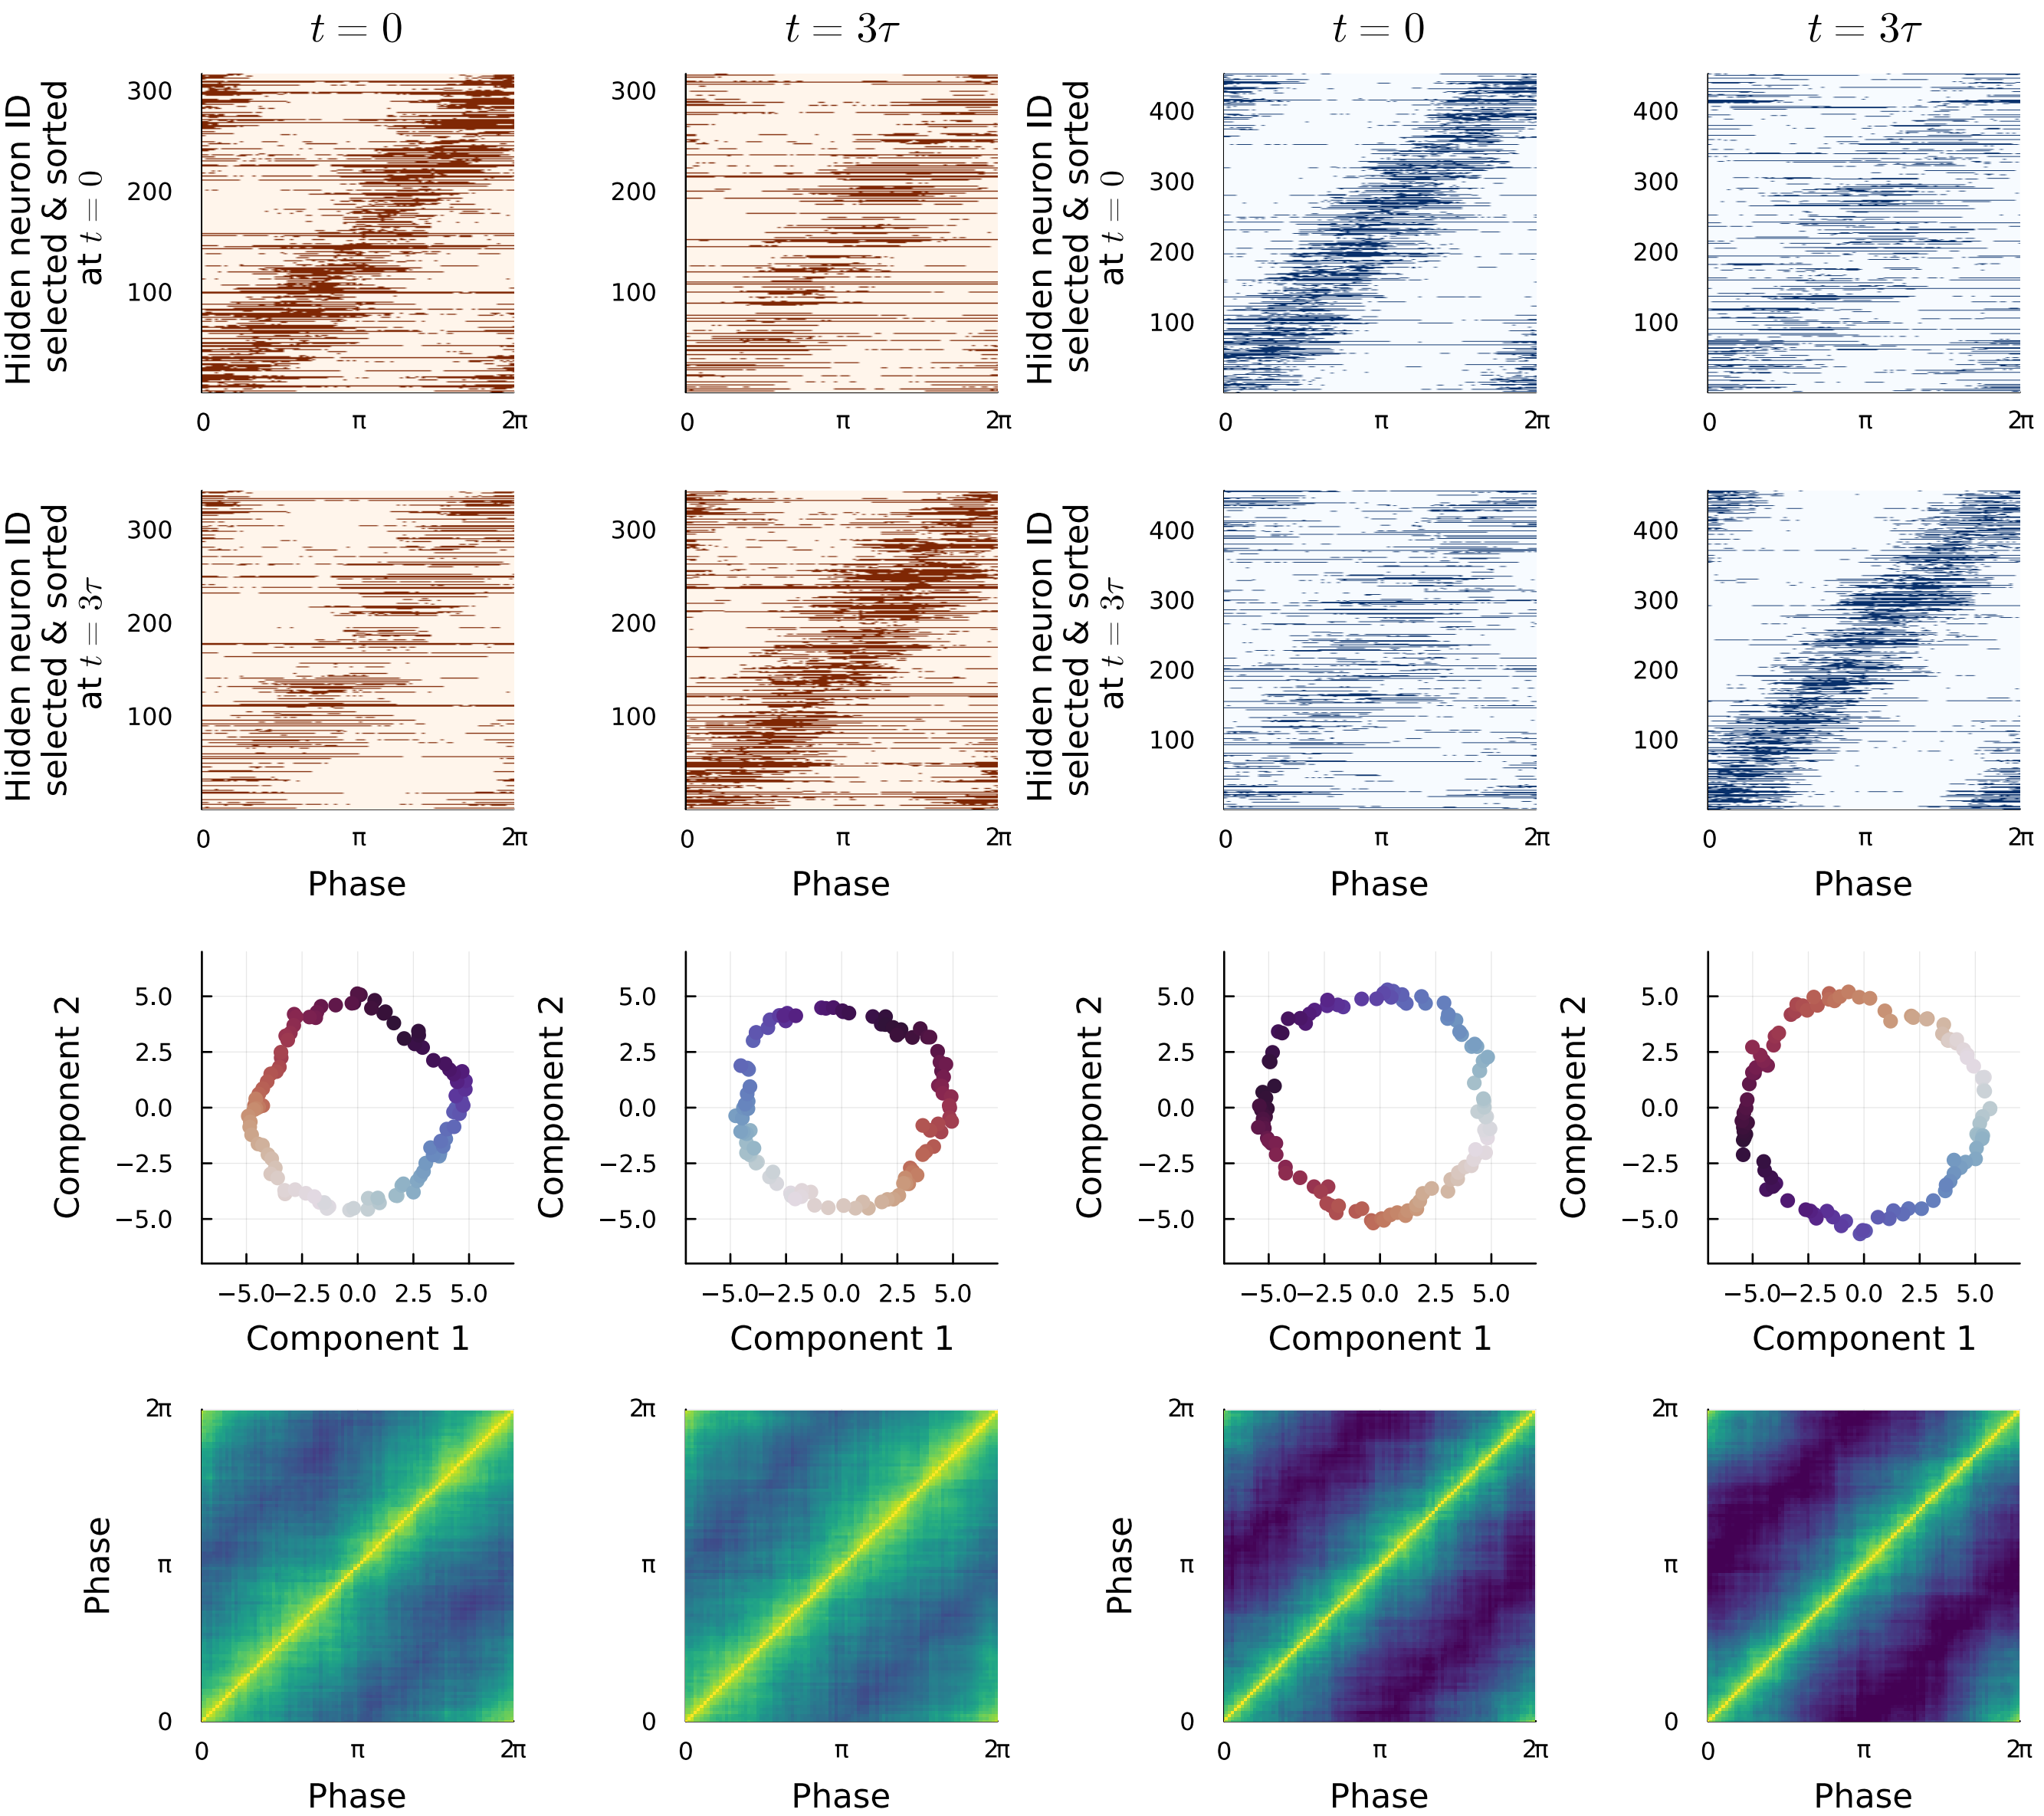 t = 0
t = 3τ
t = 0
t = 3τ
Hidden neuron ID
selected & sorted
at t = 0
300
200
100
0 π 2π
300
200
100
0 π 2π
Hidden neuron ID
selected & sorted
at t = 0
400
300
200
100
0 π 2π
400
300
200
100
0 π 2π
Hidden neuron ID
selected & sorted
at t = 3τ
300
200
100
0 π 2π
Phase
300
200
100
0 π 2π
Phase
Hidden neuron ID
selected & sorted
at t = 3τ
400
300
200
100
0 π 2π
Phase
400
300
200
100
0 π 2π
Phase
Component 2
5.0
2.5
0.0
−2.5
−5.0
−5.0 −2.5 0.0 2.5 5.0
Component 1
Component 2
5.0
2.5
0.0
−2.5
−5.0
−5.0 −2.5 0.0 2.5 5.0
Component 1
Component 2
5.0
2.5
0.0
−2.5
−5.0
−5.0 −2.5 0.0 2.5 5.0
Component 1
Component 2
5.0
2.5
0.0
−2.5
−5.0
−5.0 −2.5 0.0 2.5 5.0
Component 1
Phase
2π
π
0
0 π 2π
Phase
2π
π
0
0 π 2π
Phase
Phase
2π
π
0
0 π 2π
Phase
2π
π
0
0 π 2π
Phase